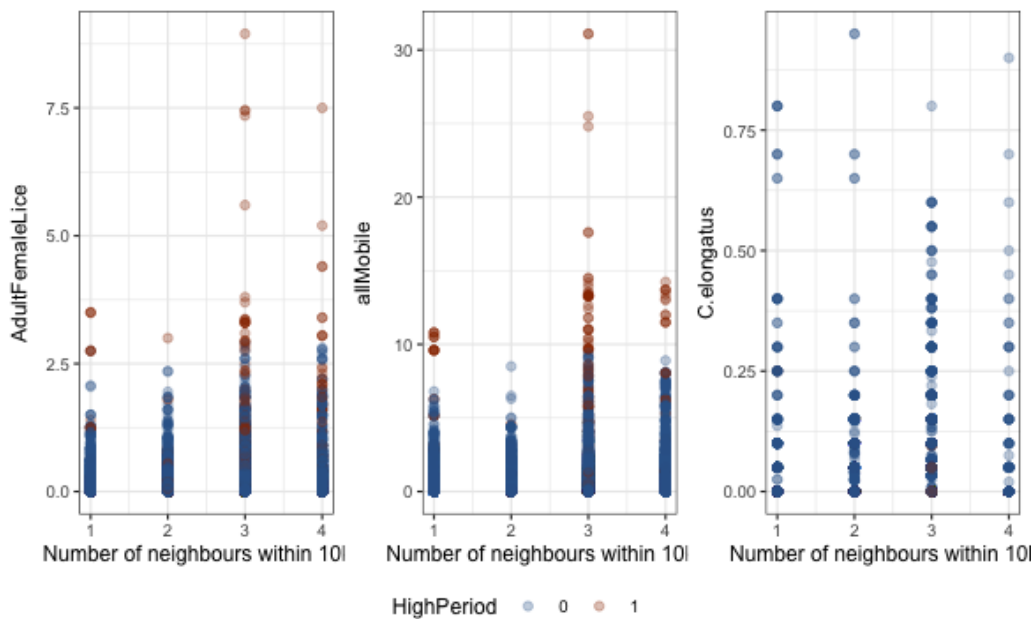 AdultFemaleLice
7.5
5.0
2.5
0.0
1 2 3 4
Number of neighbours within 10
allMobile
30
20
10
0
1 2 3 4
Number of neighbours within 10
C.elongatus
0.75
0.50
0.25
0.00
1 2 3 4
Number of neighbours within 10
HighPeriod 0 1